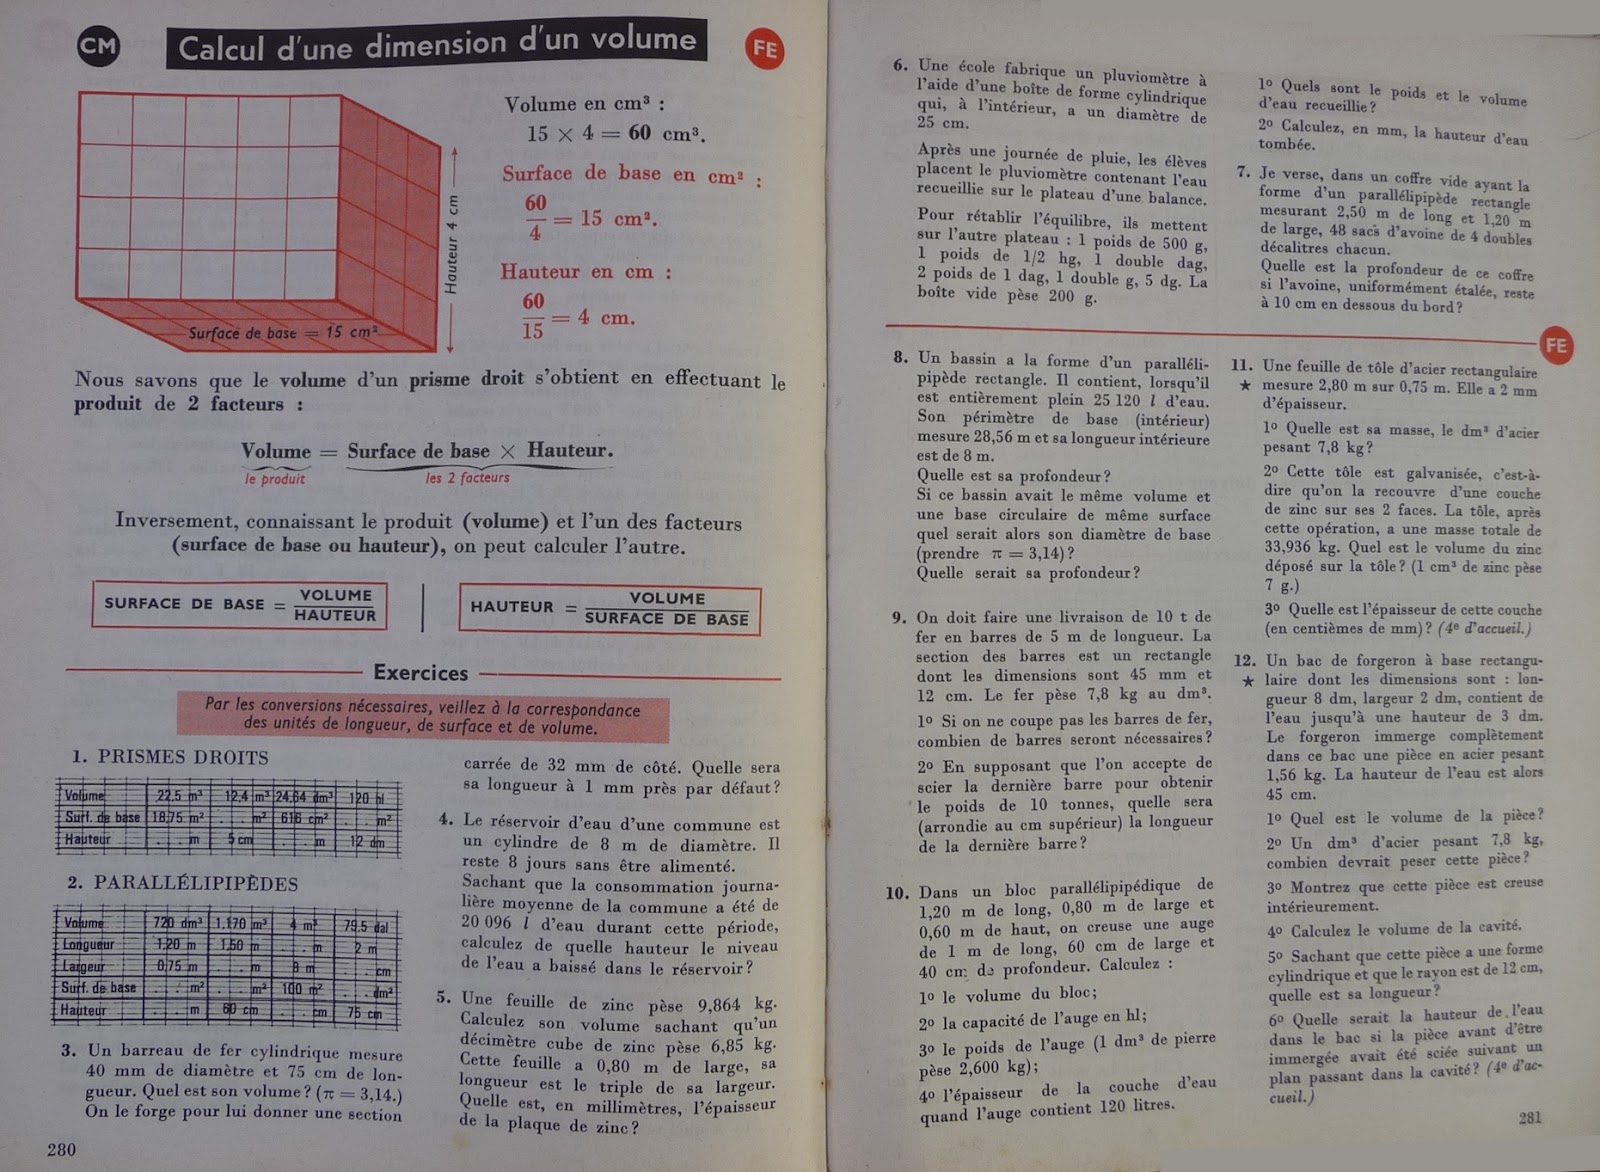 CM
Calcul d'une dimension d'un volume
FE
Volume en cm³ :
15 × 4 = 60 cm³.
Surface de base en cm² :
60
4
= 15 cm².
Hauteur en cm :
60
15
= 4 cm.
Hauteur 4 cm
Surface de base = 15 cm²
Nous savons que le volume d'un prisme droit s'obtient en effectuant le
produit de 2 facteurs :
Volume = Surface de base × Hauteur.
le produit
les 2 facteurs
Inversement, connaissant le produit (volume) et l'un des facteurs
(surface de base ou hauteur), on peut calculer l'autre.
SURFACE DE BASE = VOLUME
HAUTEUR
HAUTEUR = VOLUME
SURFACE DE BASE
Exercices
Par les conversions nécessaires, veillez à la correspondance
des unités de longueur, de surface et de volume.
1. PRISMES DROITS
Volume 22,5 m³ 12,4 m³ 24,64 dm³ 120 hl
Surf. de base 18,75 m² . . m² 616 cm² . . m²
Hauteur . . . m 5 cm . . . m 12 dm
2. PARALLÉLIPIPÈDES
Volume 720 dm³ 1,170 m³ 4 m³ 79,5 dal
Longueur 1,20 m 1,50 m . . . m 2 m
Largeur 0,75 m . . . m 8 m . . . cm
Surf. de base . . . m² . . . m² 100 m² . . . dm²
Hauteur . . . m 60 cm . . . cm 75 cm
3. Un barreau de fer cylindrique mesure
40 mm de diamètre et 75 cm de lon-
gueur. Quel est son volume? (π = 3,14.)
On le forge pour lui donner une section
carrée de 32 mm de côté. Quelle sera
sa longueur à 1 mm près par défaut?
4. Le réservoir d'eau d'une commune est
un cylindre de 8 m de diamètre. Il
reste 8 jours sans être alimenté.
Sachant que la consommation journa-
lière moyenne de la commune a été de
20 096 l d'eau durant cette période,
calculez de quelle hauteur le niveau
de l'eau a baissé dans le réservoir?
5. Une feuille de zinc pèse 9,864 kg.
Calculez son volume sachant qu'un
décimètre cube de zinc pèse 6,85 kg.
Cette feuille a 0,80 m de large, sa
longueur est le triple de sa largeur.
Quelle est, en millimètres, l'épaisseur
de la plaque de zinc?
280
6. Une école fabrique un pluviomètre à
l'aide d'une boîte de forme cylindrique
qui, à l'intérieur, a un diamètre de
25 cm.
Après une journée de pluie, les élèves
placent le pluviomètre contenant l'eau
recueillie sur le plateau d'une balance.
Pour rétablir l'équilibre, ils mettent
sur l'autre plateau : 1 poids de 500 g,
1 poids de 1/2 hg, 1 double dag,
2 poids de 1 dag, 1 double g, 5 dg. La
boîte vide pèse 200 g.
1º Quels sont le poids et le volume
d'eau recueillie?
2º Calculez, en mm, la hauteur d'eau
tombée.
7. Je verse, dans un coffre vide ayant la
forme d'un parallélipipède rectangle
mesurant 2,50 m de long et 1,20 m
de large, 48 sacs d'avoine de 4 doubles
décalitres chacun.
Quelle est la profondeur de ce coffre
si l'avoine, uniformément étalée, reste
à 10 cm en dessous du bord?
FE
8. Un bassin a la forme d'un paralléli-
pipède rectangle. Il contient, lorsqu'il
est entièrement plein 25 120 l d'eau.
Son périmètre de base (intérieur)
mesure 28,56 m et sa longueur intérieure
est de 8 m.
Quelle est sa profondeur?
Si ce bassin avait le même volume et
une base circulaire de même surface
quel serait alors son diamètre de base
(prendre π = 3,14)?
Quelle serait sa profondeur?
9. On doit faire une livraison de 10 t de
fer en barres de 5 m de longueur. La
section des barres est un rectangle
dont les dimensions sont 45 mm et
12 cm. Le fer pèse 7,8 kg au dm³.
1º Si on ne coupe pas les barres de fer,
combien de barres seront nécessaires?
2º En supposant que l'on accepte de
scier la dernière barre pour obtenir
le poids de 10 tonnes, quelle sera
(arrondie au cm supérieur) la longueur
de la dernière barre?
10. Dans un bloc parallélipipédique de
1,20 m de long, 0,80 m de large et
0,60 m de haut, on creuse une auge
de 1 m de long, 60 cm de large et
40 cm de profondeur. Calculez :
1º le volume du bloc;
2º la capacité de l'auge en hl;
3º le poids de l'auge (1 dm³ de pierre
pèse 2,600 kg);
4º l'épaisseur de la couche d'eau
quand l'auge contient 120 litres.
11. Une feuille de tôle d'acier rectangulaire
★ mesure 2,80 m sur 0,75 m. Elle a 2 mm
d'épaisseur.
1º Quelle est sa masse, le dm³ d'acier
pesant 7,8 kg?
2º Cette tôle est galvanisée, c'est-à-
dire qu'on la recouvre d'une couche
de zinc sur ses 2 faces. La tôle, après
cette opération, a une masse totale de
33,936 kg. Quel est le volume du zinc
déposé sur la tôle? (1 cm³ de zinc pèse
7 g.)
3º Quelle est l'épaisseur de cette couche
(en centièmes de mm)? (4e d'accueil.)
12. Un bac de forgeron à base rectangu-
★ laire dont les dimensions sont : lon-
gueur 8 dm, largeur 2 dm, contient de
l'eau jusqu'à une hauteur de 3 dm.
Le forgeron immerge complètement
dans ce bac une pièce en acier pesant
1,56 kg. La hauteur de l'eau est alors
45 cm.
1º Quel est le volume de la pièce?
2º Un dm³ d'acier pesant 7,8 kg,
combien devrait peser cette pièce?
3º Montrez que cette pièce est creuse
intérieurement.
4º Calculez le volume de la cavité.
5º Sachant que cette pièce a une forme
cylindrique et que le rayon est de 12 cm,
quelle est sa longueur?
6º Quelle serait la hauteur de l'eau
dans le bac si la pièce avant d'être
immergée avait été sciée suivant un
plan passant dans la cavité? (4e d'ac-
cueil.)
281